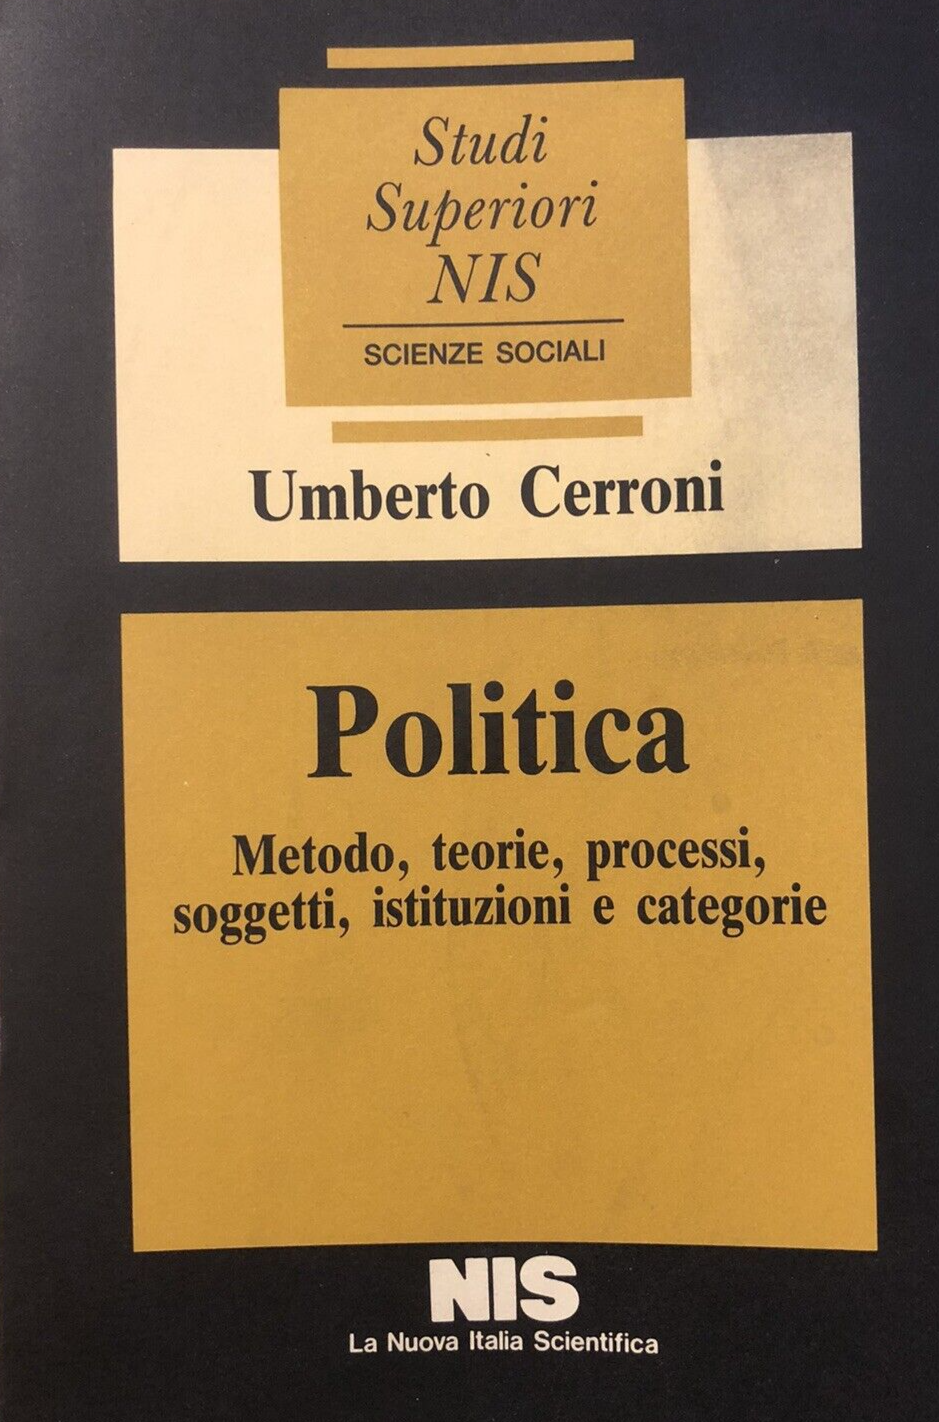 Studi
Superiori
NIS
SCIENZE SOCIALI
Umberto Cerroni
Politica
Metodo, teorie, processi,
soggetti, istituzioni e categorie
NIS
La Nuova Italia Scientifica